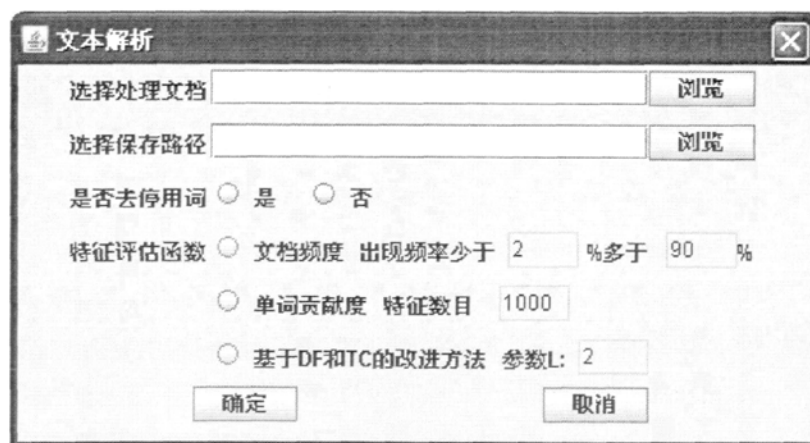 文本解析
选择处理文档 浏览
选择保存路径 浏览
是否去停用词 是 否
特征评估函数 文档频度 出现频率少于 2 %多于 90 %
单词贡献度 特征数目 1000
基于DF和TC的改进方法 参数L: 2
确定 取消